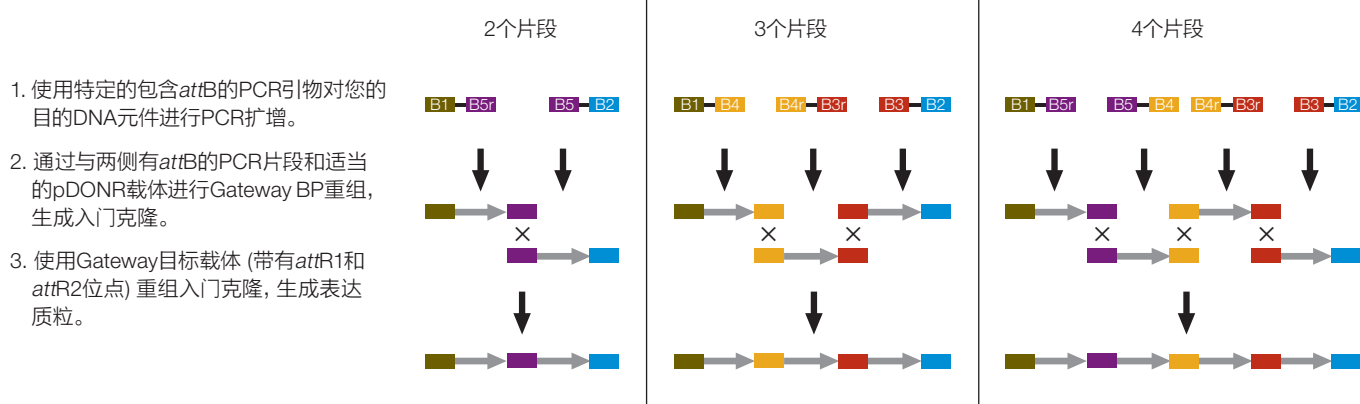 2个片段
3个片段
4个片段
1. 使用特定的包含attB的PCR引物对您的
目的DNA元件进行PCR扩增。
2. 通过与两侧有attB的PCR片段和适当
的pDONR载体进行Gateway BP重组,
生成入门克隆。
3. 使用Gateway目标载体 (带有attR1和
attR2位点) 重组入门克隆, 生成表达
质粒。
B1 B5r B5 B2
B1 B4 B4r B3r B3 B2
B1 B5r B5 B4 B4r B3r B3 B2
×
× ×
× × ×